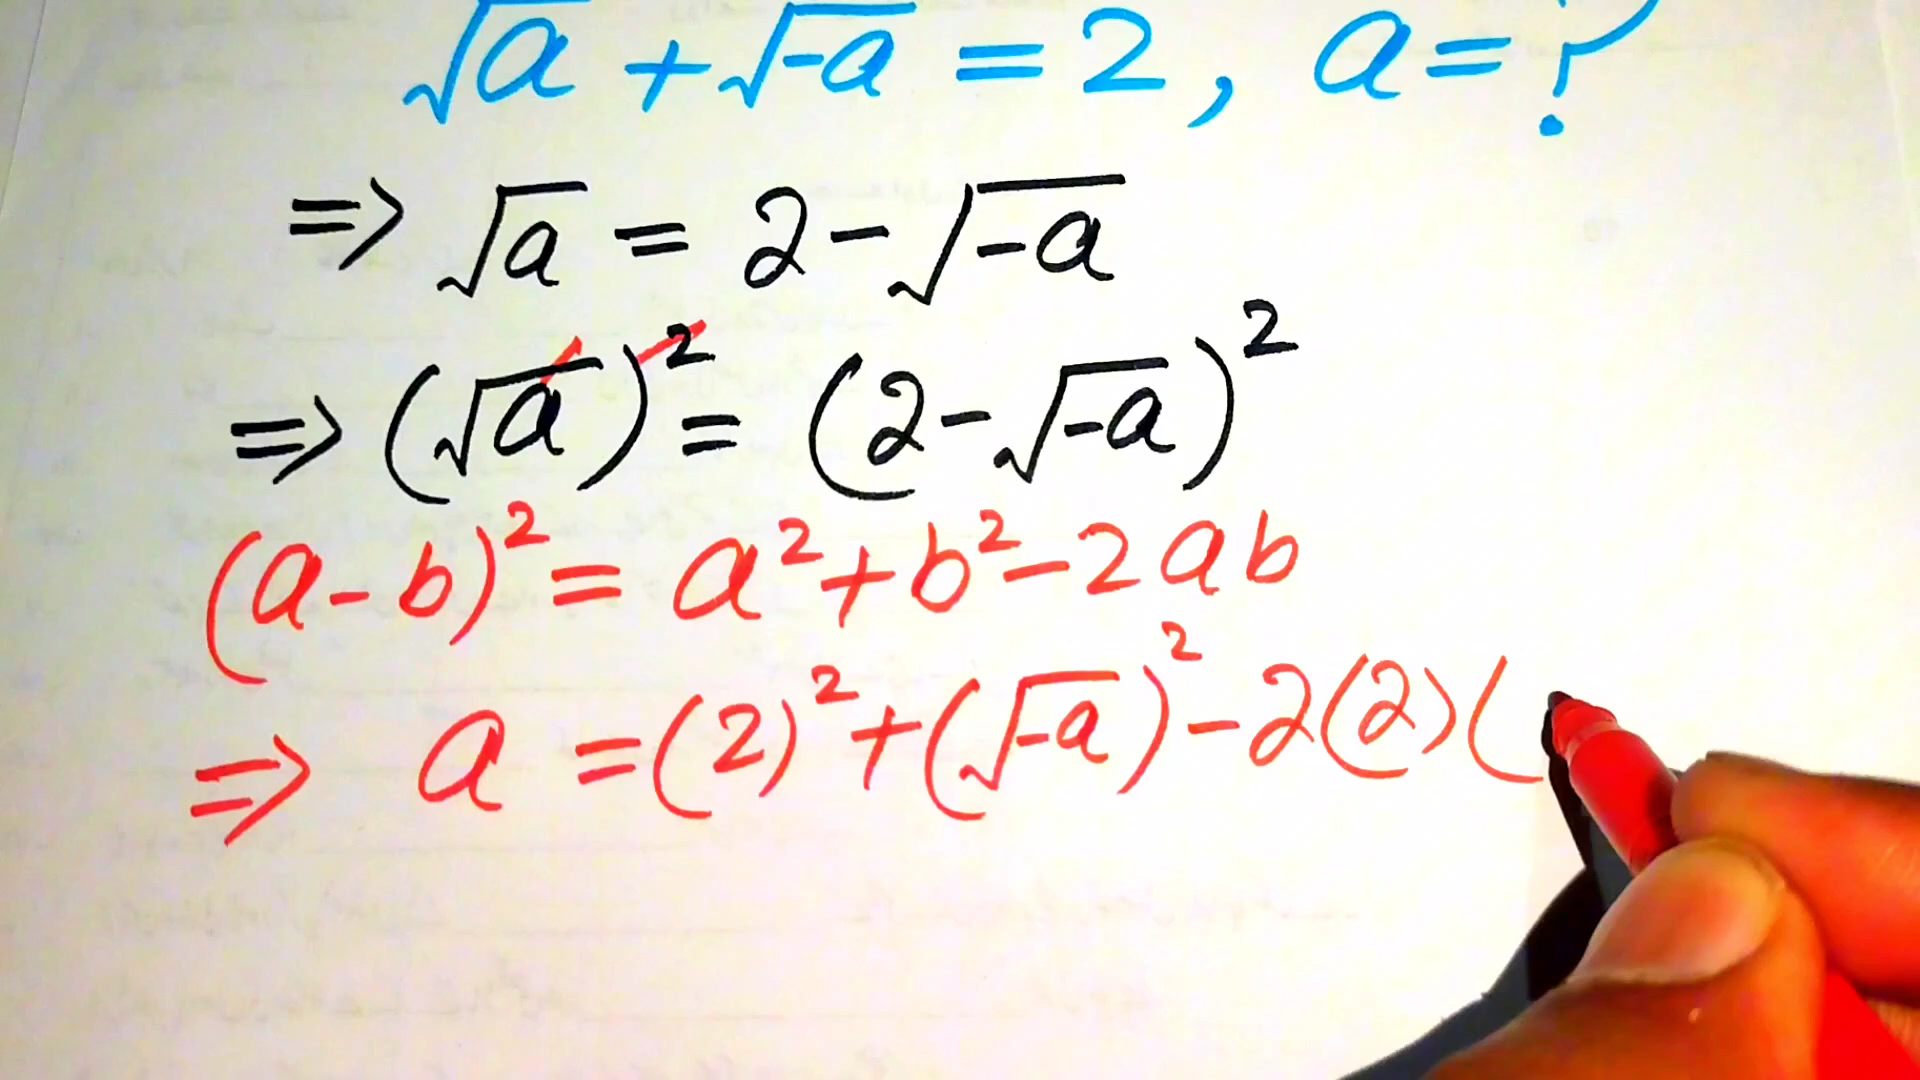 √a + √-a = 2, a = ?
⇒ √a = 2 - √-a
⇒ (√a)² = (2 - √-a)²
(a - b)² = a² + b² - 2ab
⇒ a = (2)² + (√-a)² - 2(2)(